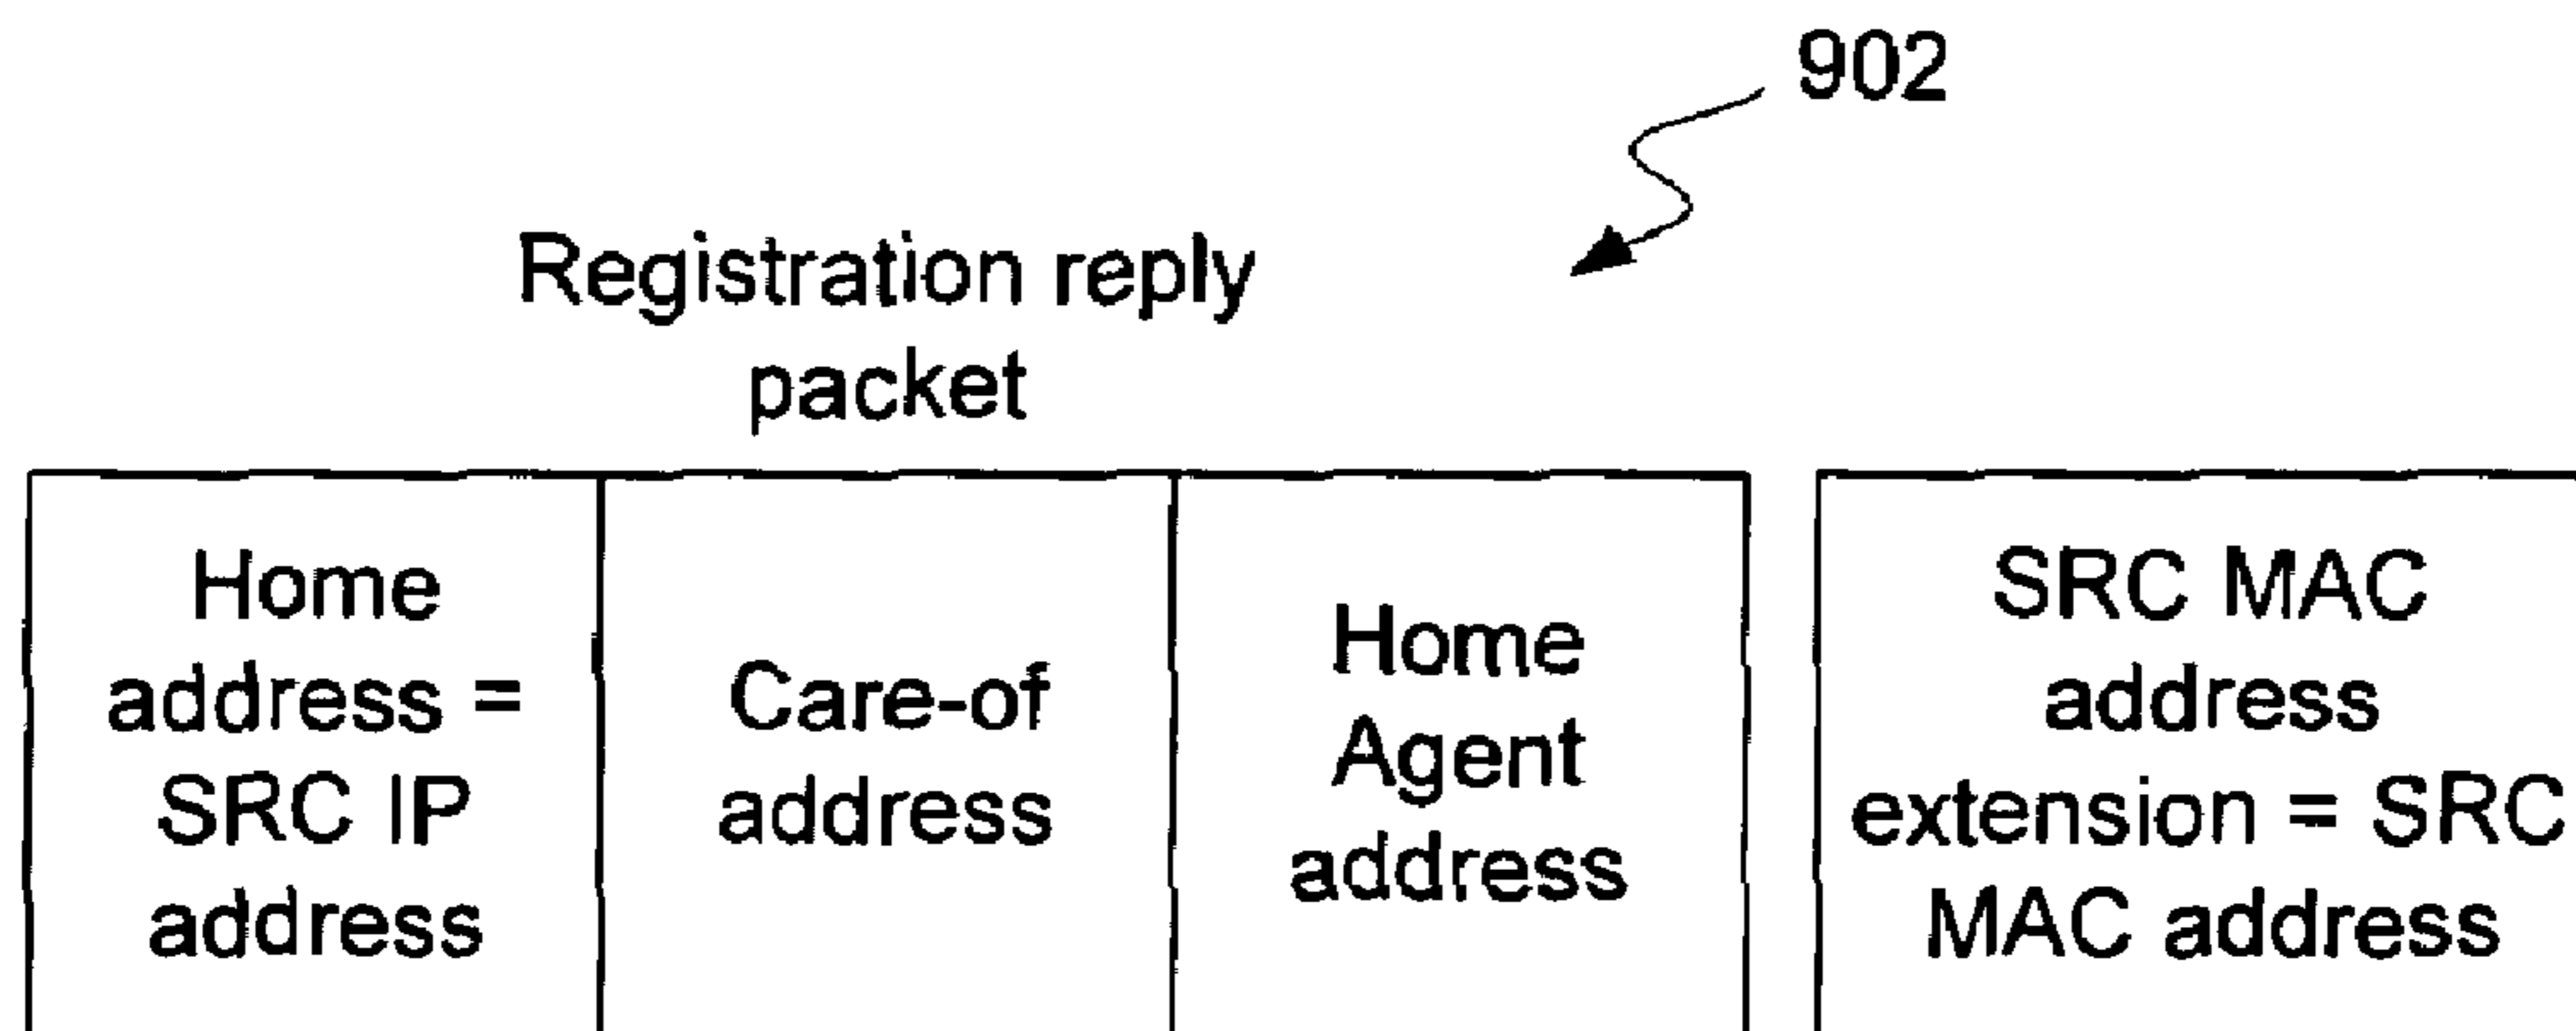 902
Registration reply
packet
Home
address =
SRC IP
address
Care-of
address
Home
Agent
address
SRC MAC
address
extension = SRC
MAC address